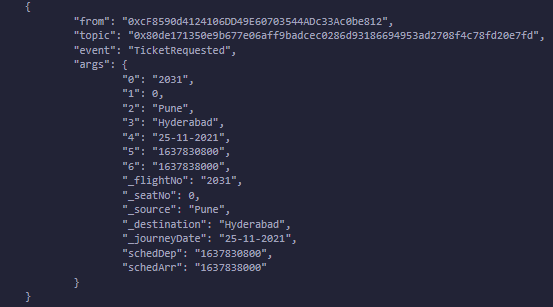 {
"from": "0xcF8590d4124106DD49E60703544ADc33Ac0be812",
"topic": "0x80de171350e9b677e06aff9badcec0286d93186694953ad2708f4c78fd20e7fd",
"event": "TicketRequested",
"args": {
"0": "2031",
"1": 0,
"2": "Pune",
"3": "Hyderabad",
"4": "25-11-2021",
"5": "1637830800",
"6": "1637838000",
"_flightNo": "2031",
"_seatNo": 0,
"_source": "Pune",
"_destination": "Hyderabad",
"_journeyDate": "25-11-2021",
"schedDep": "1637830800",
"schedArr": "1637838000"
}
}